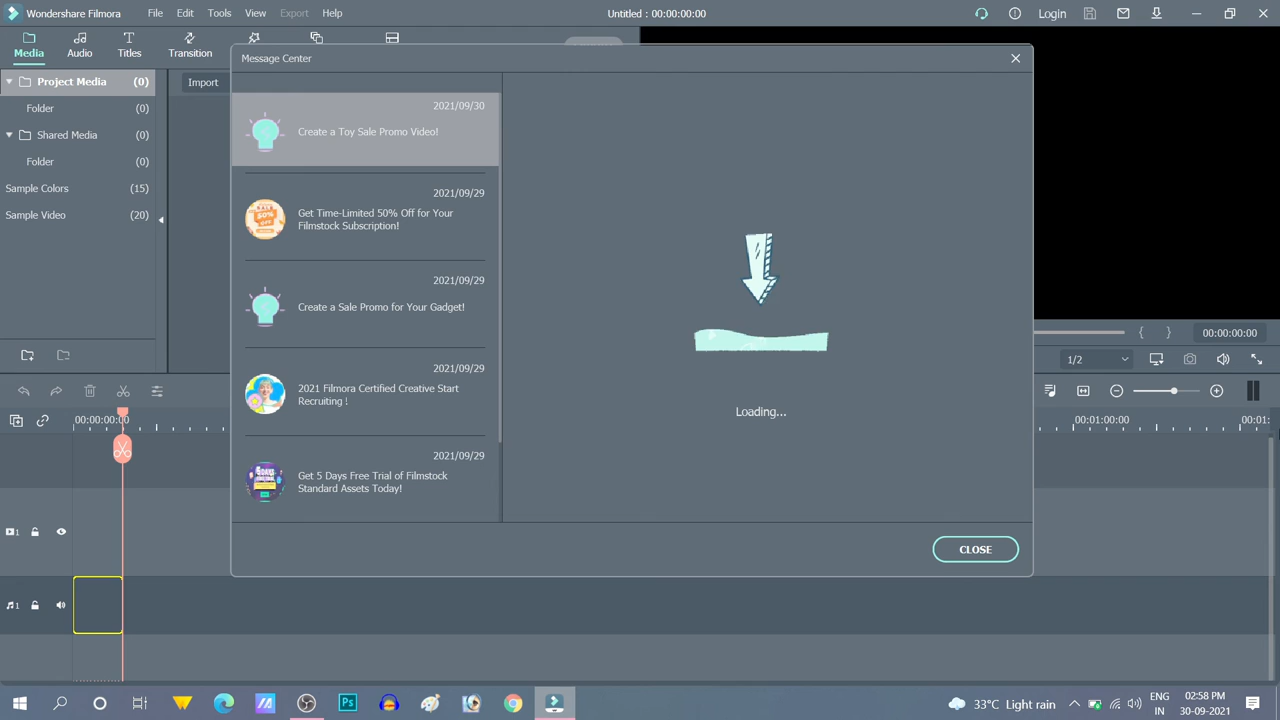 Wondershare Filmora
File
Edit
Tools
View
Export
Help
Untitled : 00:00:00:00
Login
Media
Audio
Titles
Transition
Message Center
Project Media (0)
Folder (0)
Shared Media (0)
Folder (0)
Sample Colors (15)
Sample Video (20)
Import
2021/09/30
Create a Toy Sale Promo Video!
2021/09/29
Get Time-Limited 50% Off for Your
Filmstock Subscription!
2021/09/29
Create a Sale Promo for Your Gadget!
2021/09/29
2021 Filmora Certified Creative Start
Recruiting !
2021/09/29
Get 5 Days Free Trial of Filmstock
Standard Assets Today!
Loading...
CLOSE
00:00:00:00
1/2
00:00:00:00
00:01:00:00
00:01:
1
1
Ps
33°C Light rain
ENG
IN
02:58 PM
30-09-2021